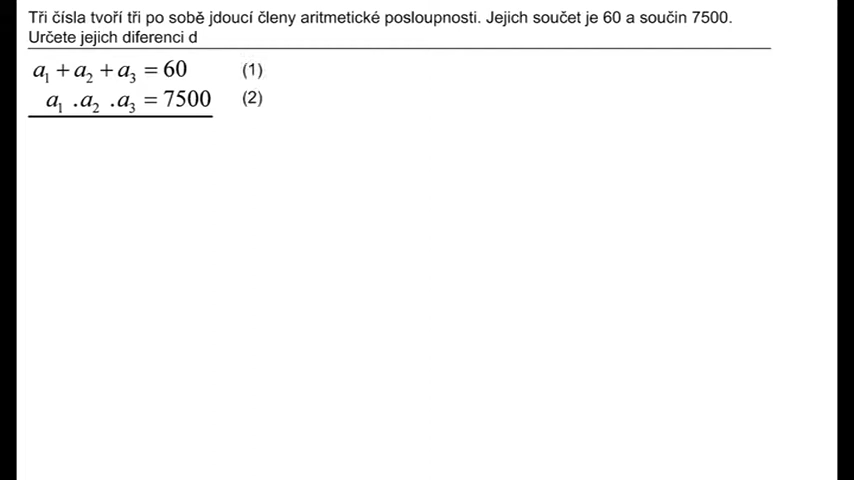 Tři čísla tvoří tři po sobě jdoucí členy aritmetické posloupnosti. Jejich součet je 60 a součin 7500.
Určete jejich diferenci d
a₁ + a₂ + a₃ = 60 (1)
a₁ . a₂ . a₃ = 7500 (2)